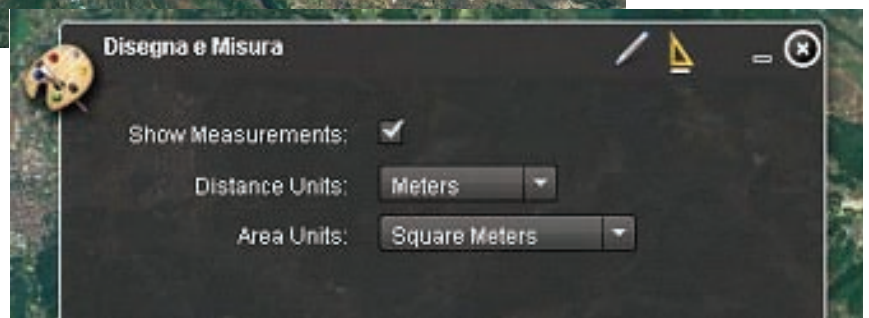 Disegna e Misura
Show Measurements:
Distance Units: Meters
Area Units: Square Meters